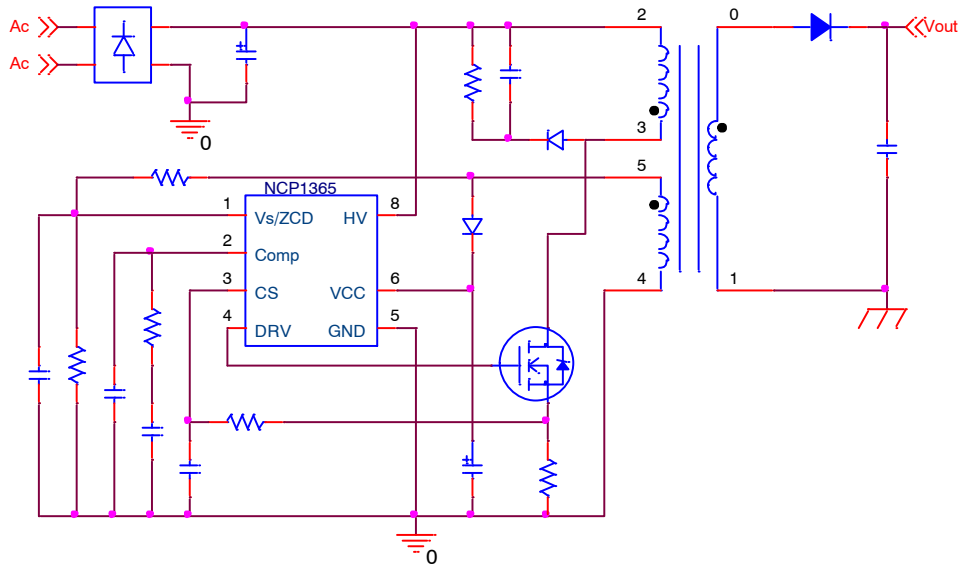 Ac
2
0
Vout
Ac
3
0
5
NCP1365
1
Vs/ZCD
HV
8
2
Comp
3
CS
VCC
6
4
1
4
DRV
GND
5
0